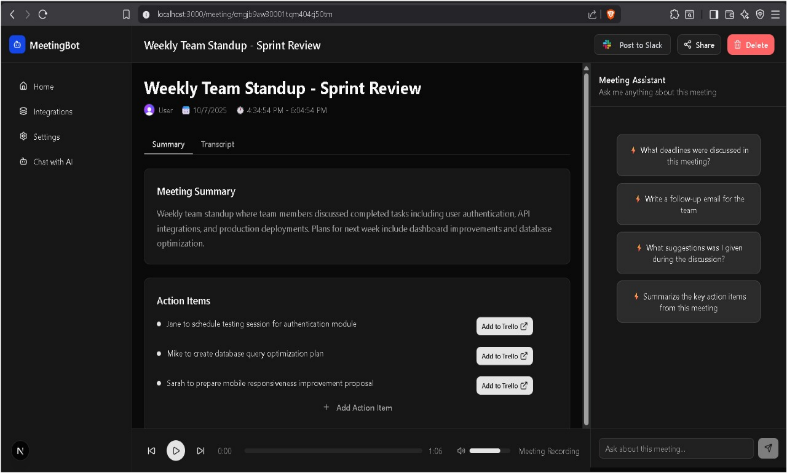 localhost:3000/meeting/cmgjb9aw80001tqm404q50tm
MeetingBot
Weekly Team Standup - Sprint Review
Post to Slack
Share
Delete
Home
Integrations
Settings
Chat with AI
Weekly Team Standup - Sprint Review
User
10/7/2025
4:34:54 PM - 6:04:54 PM
Summary
Transcript
Meeting Summary
Weekly team standup where team members discussed completed tasks including user authentication, API
integrations, and production deployments. Plans for next week include dashboard improvements and database
optimization.
Action Items
Jane to schedule testing session for authentication module
Add to Trello
Mike to create database query optimization plan
Add to Trello
Sarah to prepare mobile responsiveness improvement proposal
Add to Trello
+ Add Action Item
Meeting Assistant
Ask me anything about this meeting
What deadlines were discussed in
this meeting?
Write a follow-up email for the
team
What suggestions was I given
during the discussion?
Summarize the key action items
from this meeting
N
0:00
1:06
Meeting Recording
Ask about this meeting...